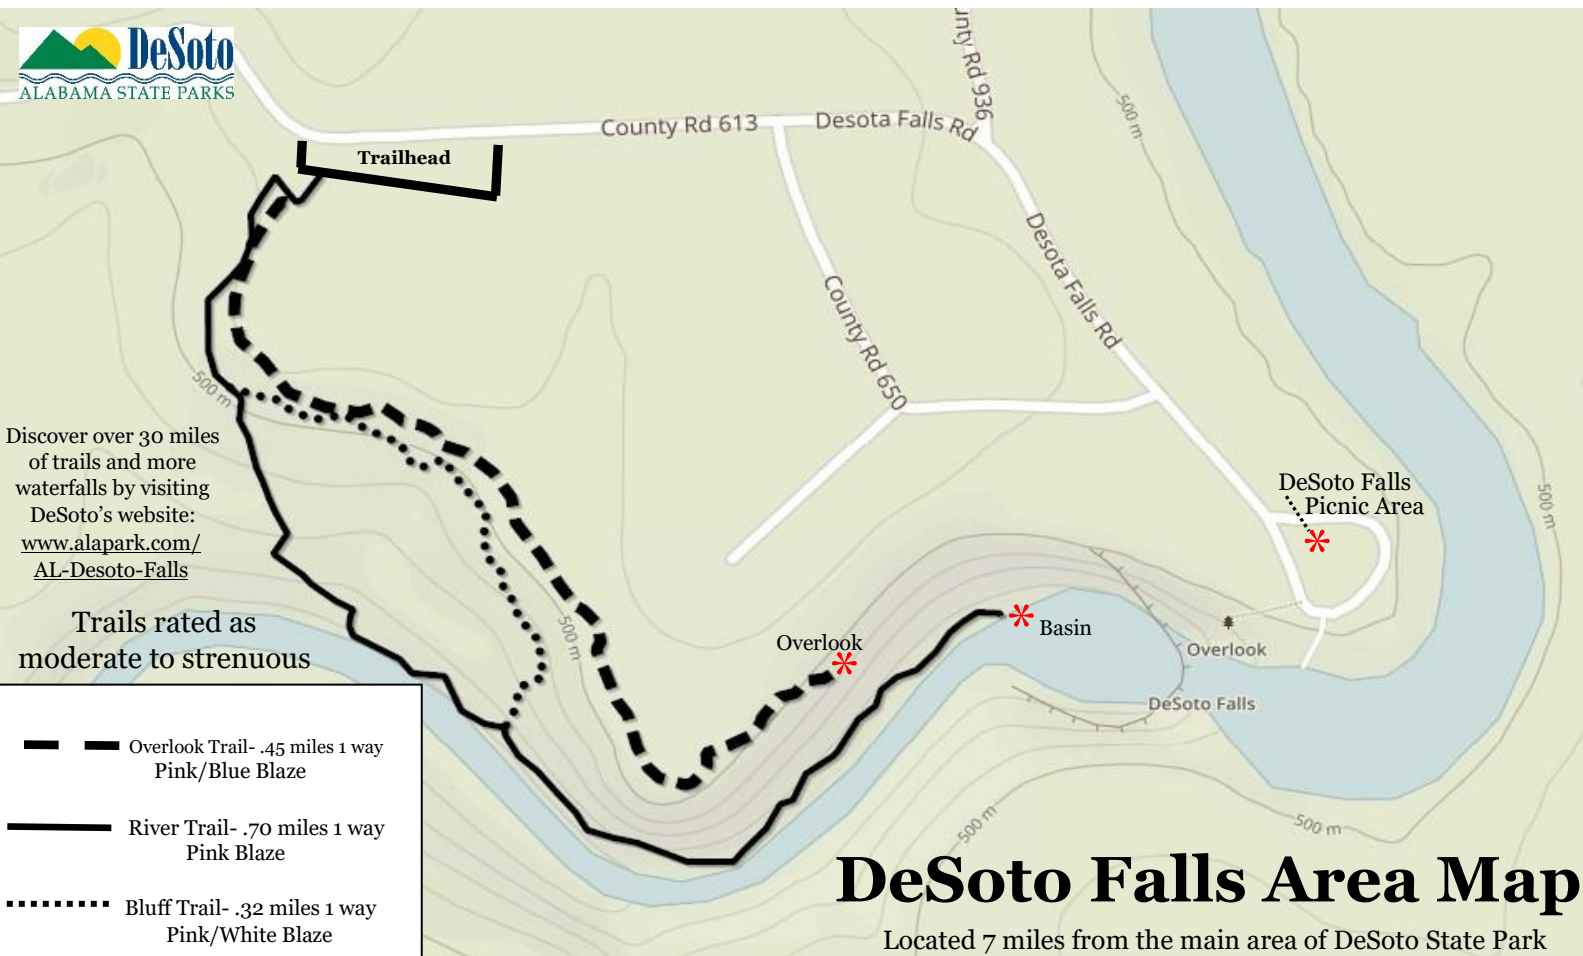 DeSoto
ALABAMA STATE PARKS
Trailhead
County Rd 613
Desota Falls Rd
unty Rd 936
500 m
Desota Falls Rd
County Rd 650
500 m
Discover over 30 miles
of trails and more
waterfalls by visiting
DeSoto’s website:
www.alapark.com/
AL-Desoto-Falls
Trails rated as
moderate to strenuous
DeSoto Falls
Picnic Area
500 m
500 m
Overlook
Basin
Overlook
DeSoto Falls
Overlook Trail- .45 miles 1 way
Pink/Blue Blaze
River Trail- .70 miles 1 way
Pink Blaze
Bluff Trail- .32 miles 1 way
Pink/White Blaze
500 m
500 m
DeSoto Falls Area Map
Located 7 miles from the main area of DeSoto State Park